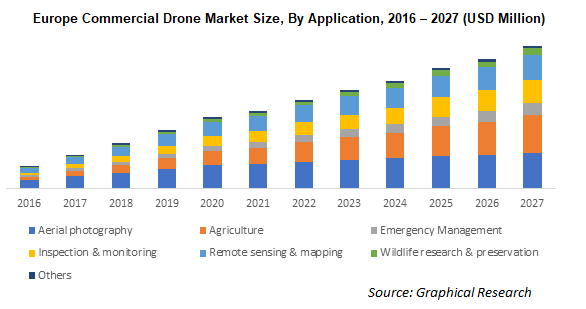 Europe Commercial Drone Market Size, By Application, 2016 – 2027 (USD Million)
2016 2017 2018 2019 2020 2021 2022 2023 2024 2025 2026 2027
Aerial photography Agriculture Emergency Management
Inspection & monitoring Remote sensing & mapping Wildlife research & preservation
Others
Source: Graphical Research